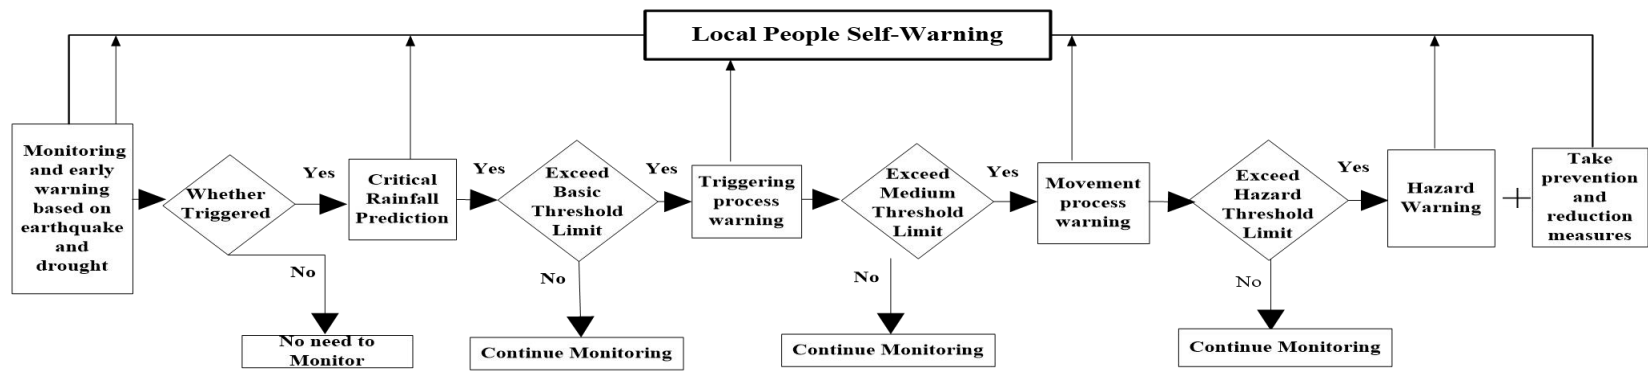 Local People Self-Warning
Monitoring
and early
warning
based on
earthquake
and
drought
Whether
Triggered
Yes
No
No need to
Monitor
Critical
Rainfall
Prediction
Yes
Exceed
Basic
Threshold
Limit
Yes
No
Continue Monitoring
Triggering
process
warning
Exceed
Medium
Threshold
Limit
Yes
No
Continue Monitoring
Movement
process
warning
Exceed
Hazard
Threshold
Limit
Yes
No
Continue Monitoring
Hazard
Warning
+
Take
prevention
and
reduction
measures